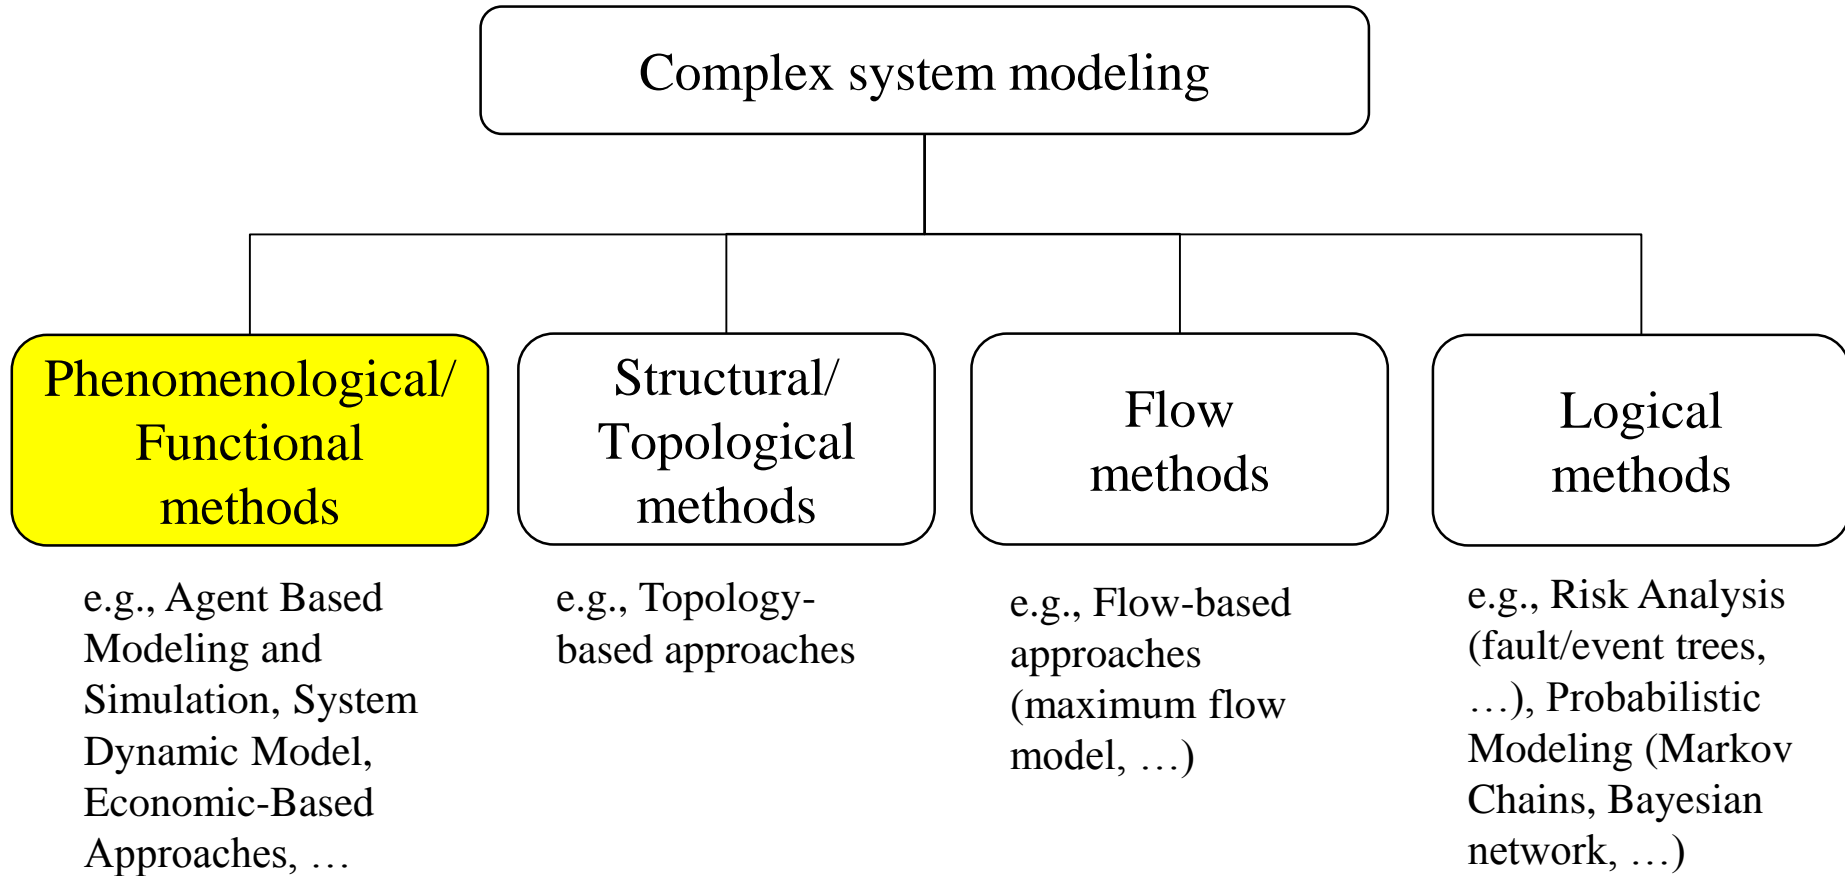 Complex system modeling
Phenomenological/
Functional
methods
Structural/
Topological
methods
Flow
methods
Logical
methods
e.g., Agent Based
Modeling and
Simulation, System
Dynamic Model,
Economic-Based
Approaches, …
e.g., Topology-
based approaches
e.g., Flow-based
approaches
(maximum flow
model, …)
e.g., Risk Analysis
(fault/event trees,
…), Probabilistic
Modeling (Markov
Chains, Bayesian
network, …)